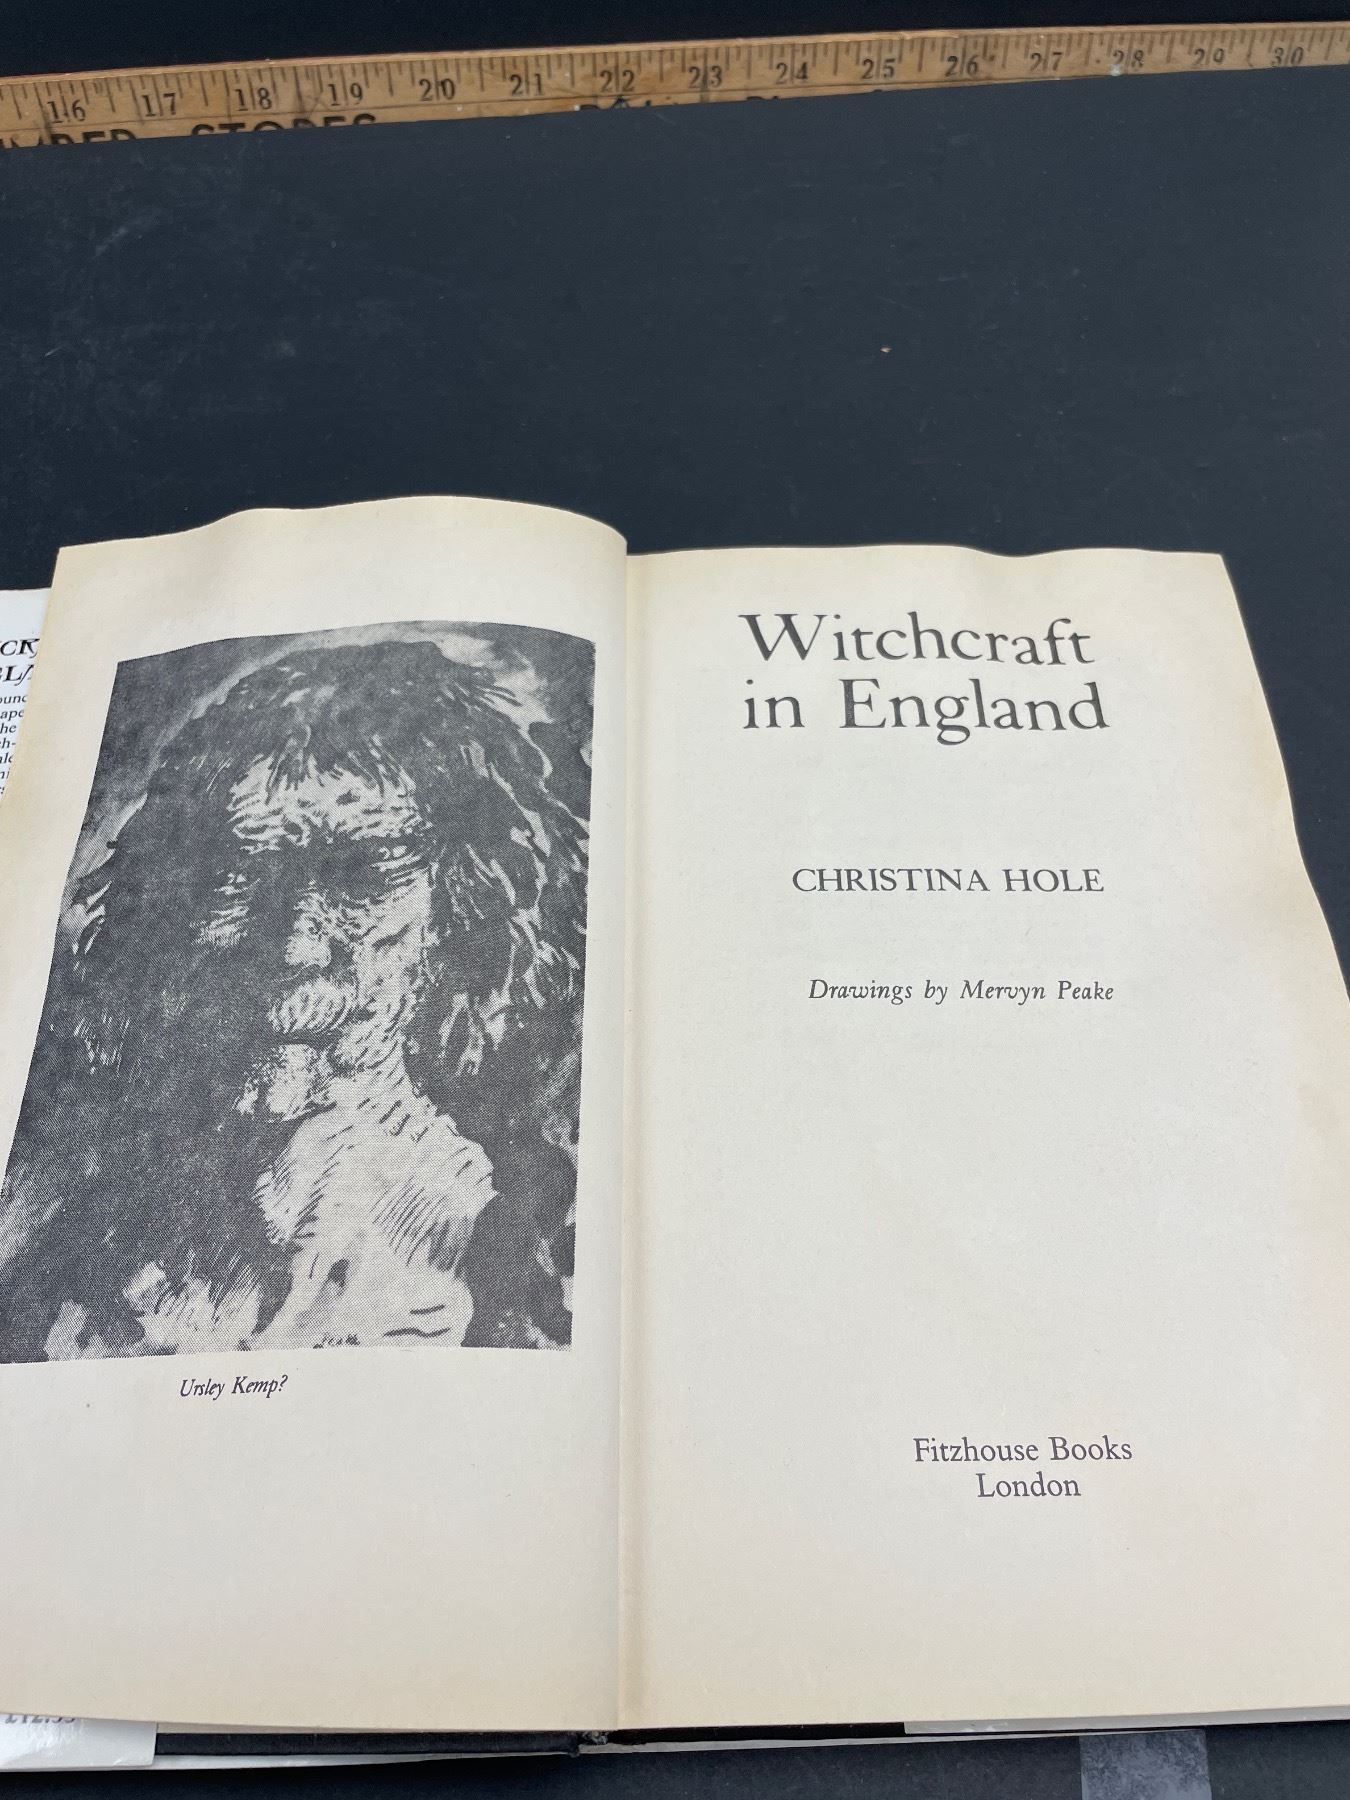 16 17 18 19 20 21 22 23 24 25 26 27 28 29 30
STORES
Ursley Kemp?
Witchcraft
in England
CHRISTINA HOLE
Drawings by Mervyn Peake
Fitzhouse Books
London